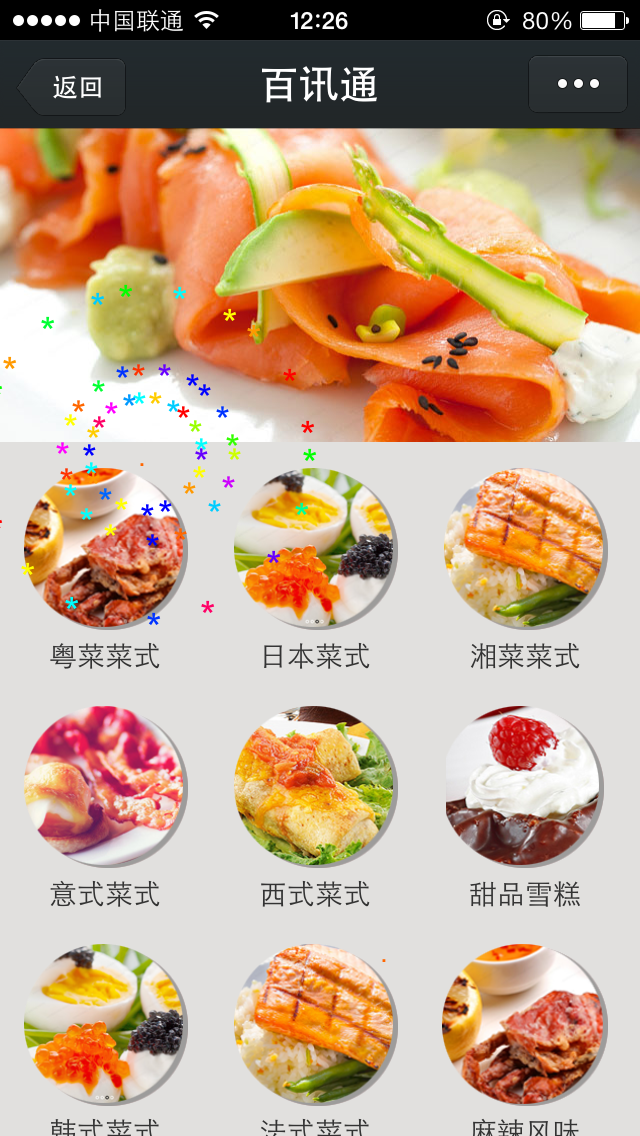 中国联通 12:26 80%
返回 百讯通
粤菜菜式 日本菜式 湘菜菜式
意式菜式 西式菜式 甜品雪糕
韩式菜式 法式菜式 麻辣风味